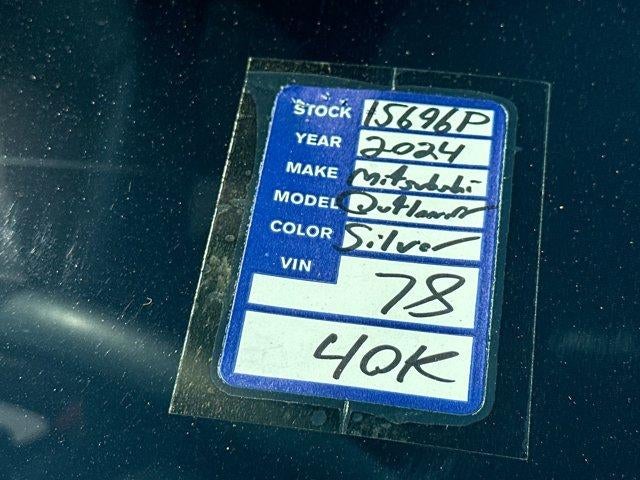 STOCK 15696P
YEAR 2024
MAKE Mitsubishi
MODEL Outlander
COLOR Silver
VIN 78
40K